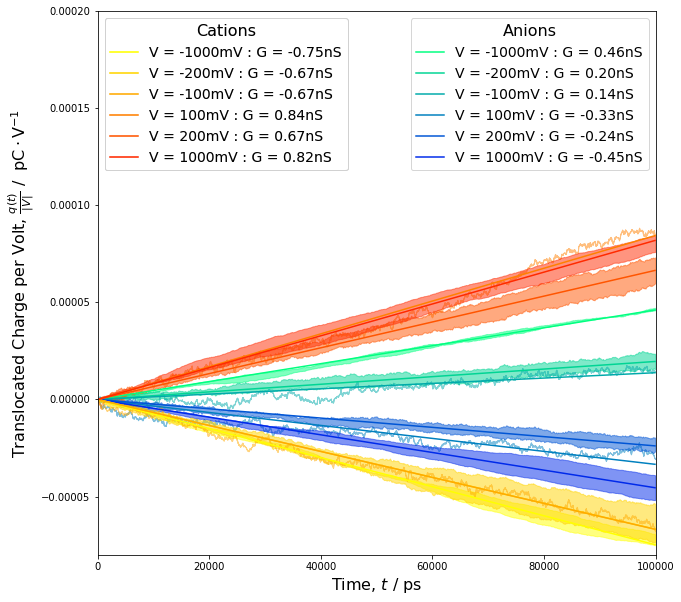 Translocated Charge per Volt, q(t)/|V| / pC · V⁻¹
0.00020
0.00015
0.00010
0.00005
0.00000
−0.00005
Cations
V = -1000mV : G = -0.75nS
V = -200mV : G = -0.67nS
V = -100mV : G = -0.67nS
V = 100mV : G = 0.84nS
V = 200mV : G = 0.67nS
V = 1000mV : G = 0.82nS
Anions
V = -1000mV : G = 0.46nS
V = -200mV : G = 0.20nS
V = -100mV : G = 0.14nS
V = 100mV : G = -0.33nS
V = 200mV : G = -0.24nS
V = 1000mV : G = -0.45nS
0 20000 40000 60000 80000 100000
Time, t / ps